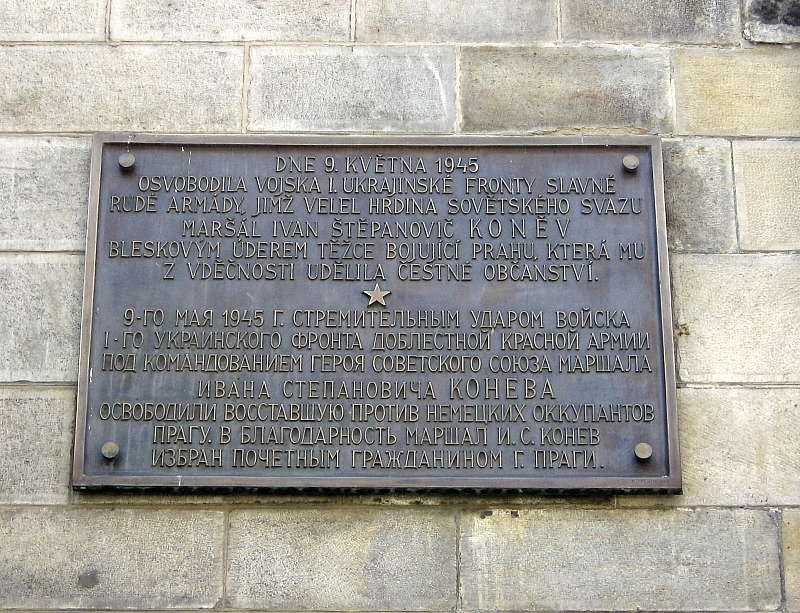 DNE 9. KVĚTNA 1945
OSVOBODILA VOJSKA I. UKRAJINSKÉ FRONTY SLAVNÉ
RUDÉ ARMÁDY, JIMŽ VELEL HRDINA SOVĚTSKÉHO SVAZU
MARŠÁL IVAN ŠTĚPANOVIČ KONĚV
BLESKOVÝM ÚDEREM TĚŽCE BOJUJÍCÍ PRAHU, KTERÁ MU
Z VDĚČNOSTI UDĚLILA ČESTNÉ OBČANSTVÍ.
9-ГО МАЯ 1945 Г. СТРЕМИТЕЛЬНЫМ УДАРОМ ВОЙСКА
I-ГО УКРАИНСКОГО ФРОНТА ДОБЛЕСТНОЙ КРАСНОЙ АРМИИ
ПОД КОМАНДОВАНИЕМ ГЕРОЯ СОВЕТСКОГО СОЮЗА МАРШАЛА
ИВАНА СТЕПАНОВИЧА КОНЕВА
ОСВОБОДИЛИ ВОССТАВШУЮ ПРОТИВ НЕМЕЦКИХ ОККУПАНТОВ
ПРАГУ. В БЛАГОДАРНОСТЬ МАРШАЛ И. С. КОНЕВ
ИЗБРАН ПОЧЕТНЫМ ГРАЖДАНИНОМ Г. ПРАГИ.